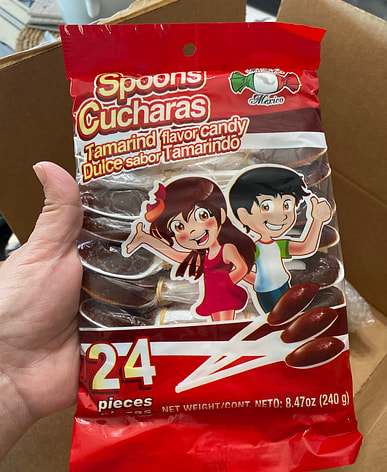 Spoons
Cucharas
Tamarind flavor candy
Dulce sabor Tamarindo
Mexico
24
pieces
NET WEIGHT/CONT. NETO: 8.47oz (240 g)